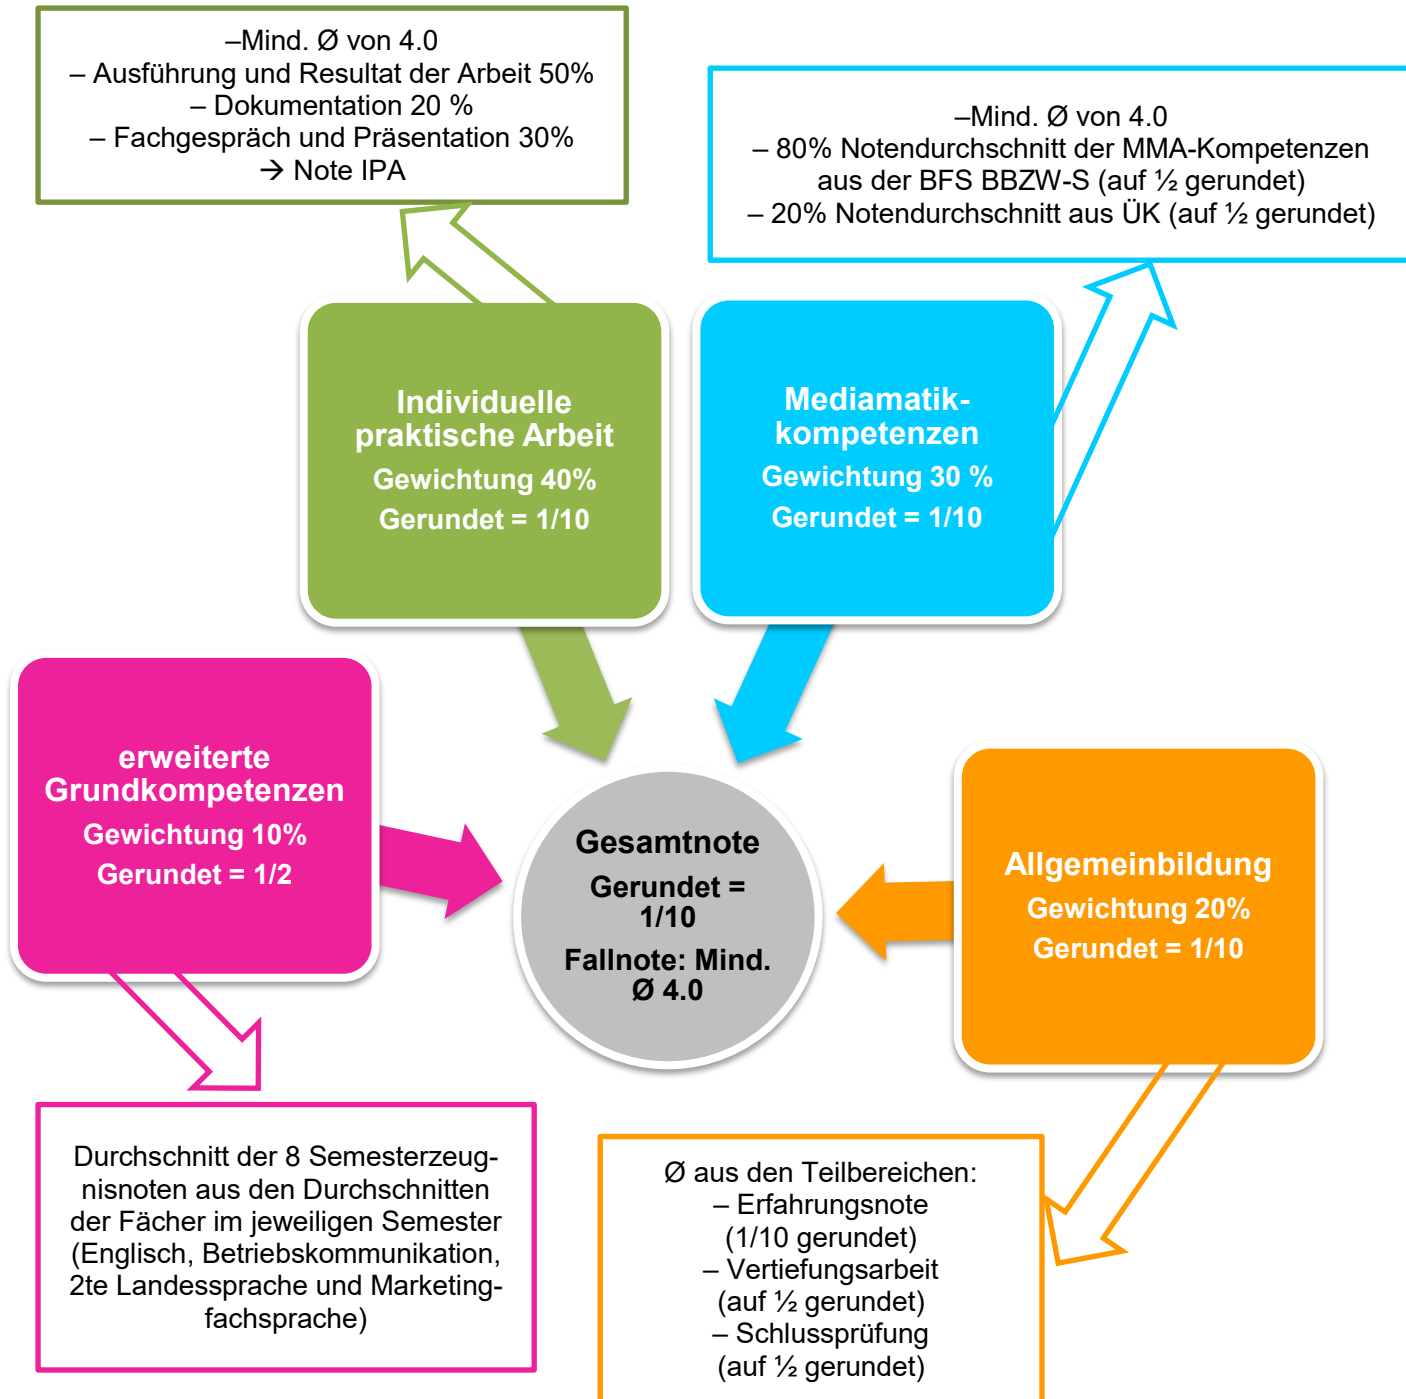 –Mind. Ø von 4.0
– Ausführung und Resultat der Arbeit 50%
– Dokumentation 20 %
– Fachgespräch und Präsentation 30%
→ Note IPA
–Mind. Ø von 4.0
– 80% Notendurchschnitt der MMA-Kompetenzen
aus der BFS BBZW-S (auf ½ gerundet)
– 20% Notendurchschnitt aus ÜK (auf ½ gerundet)
Individuelle
praktische Arbeit
Gewichtung 40%
Gerundet = 1/10
Mediamatik-
kompetenzen
Gewichtung 30 %
Gerundet = 1/10
erweiterte
Grundkompetenzen
Gewichtung 10%
Gerundet = 1/2
Gesamtnote
Gerundet =
1/10
Fallnote: Mind.
Ø 4.0
Allgemeinbildung
Gewichtung 20%
Gerundet = 1/10
Durchschnitt der 8 Semesterzeug-
nisnoten aus den Durchschnitten
der Fächer im jeweiligen Semester
(Englisch, Betriebskommunikation,
2te Landessprache und Marketing-
fachsprache)
Ø aus den Teilbereichen:
– Erfahrungsnote
(1/10 gerundet)
– Vertiefungsarbeit
(auf ½ gerundet)
– Schlussprüfung
(auf ½ gerundet)